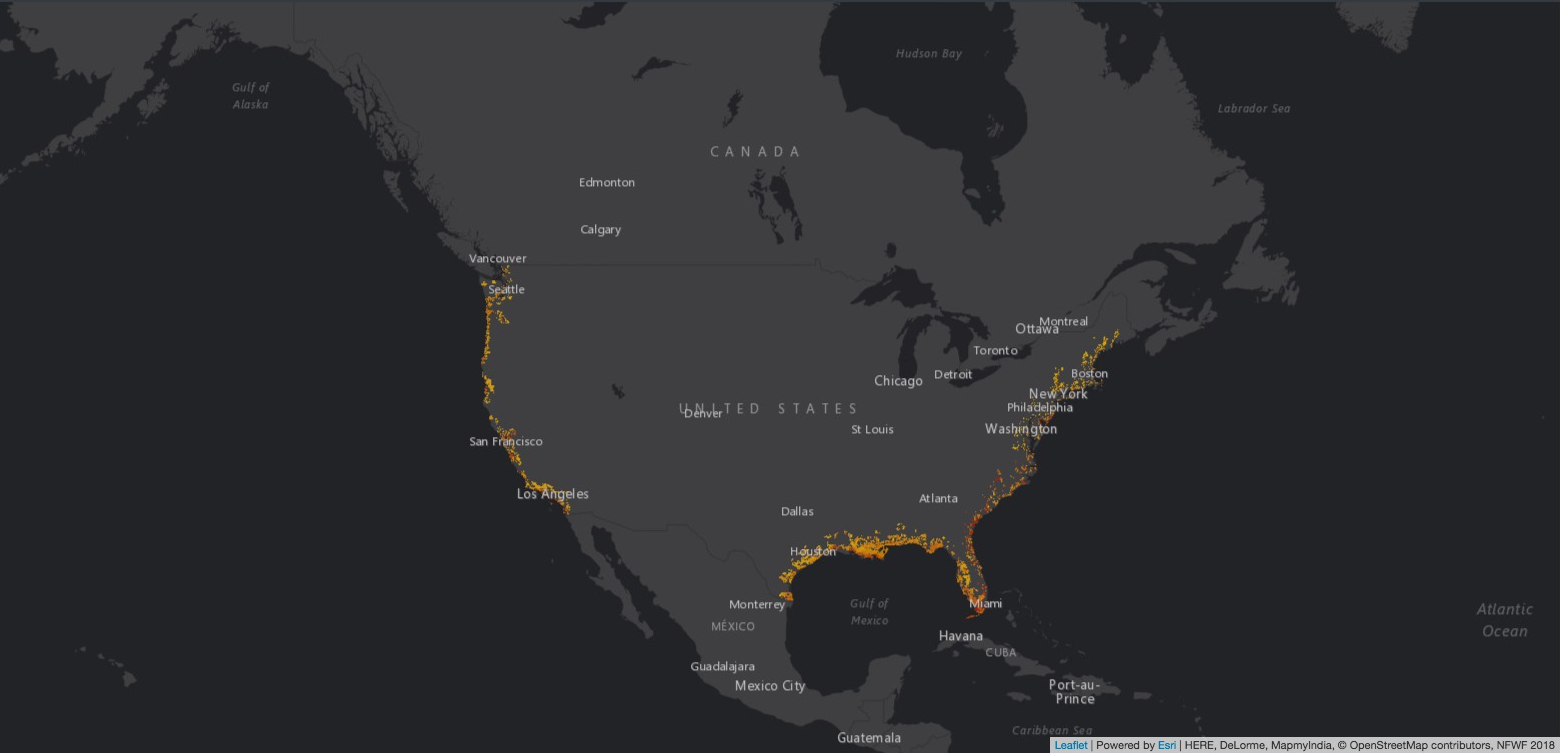 Hudson Bay
Gulf of
Alaska
Labrador Sea
CANADA
Edmonton
Calgary
Vancouver
Seattle
Montreal
Ottawa
Toronto
Detroit
Boston
Chicago
New York
Philadelphia
UNITED STATES
Denver
St Louis
Washington
San Francisco
Los Angeles
Atlanta
Dallas
Houston
Monterrey
Gulf of
Mexico
Miami
Atlantic
Ocean
MÉXICO
Havana
CUBA
Guadalajara
Mexico City
Port-au-
Prince
Caribbean Sea
Guatemala
Leaflet | Powered by Esri | HERE, DeLorme, MapmyIndia, © OpenStreetMap contributors, NFWF 2018